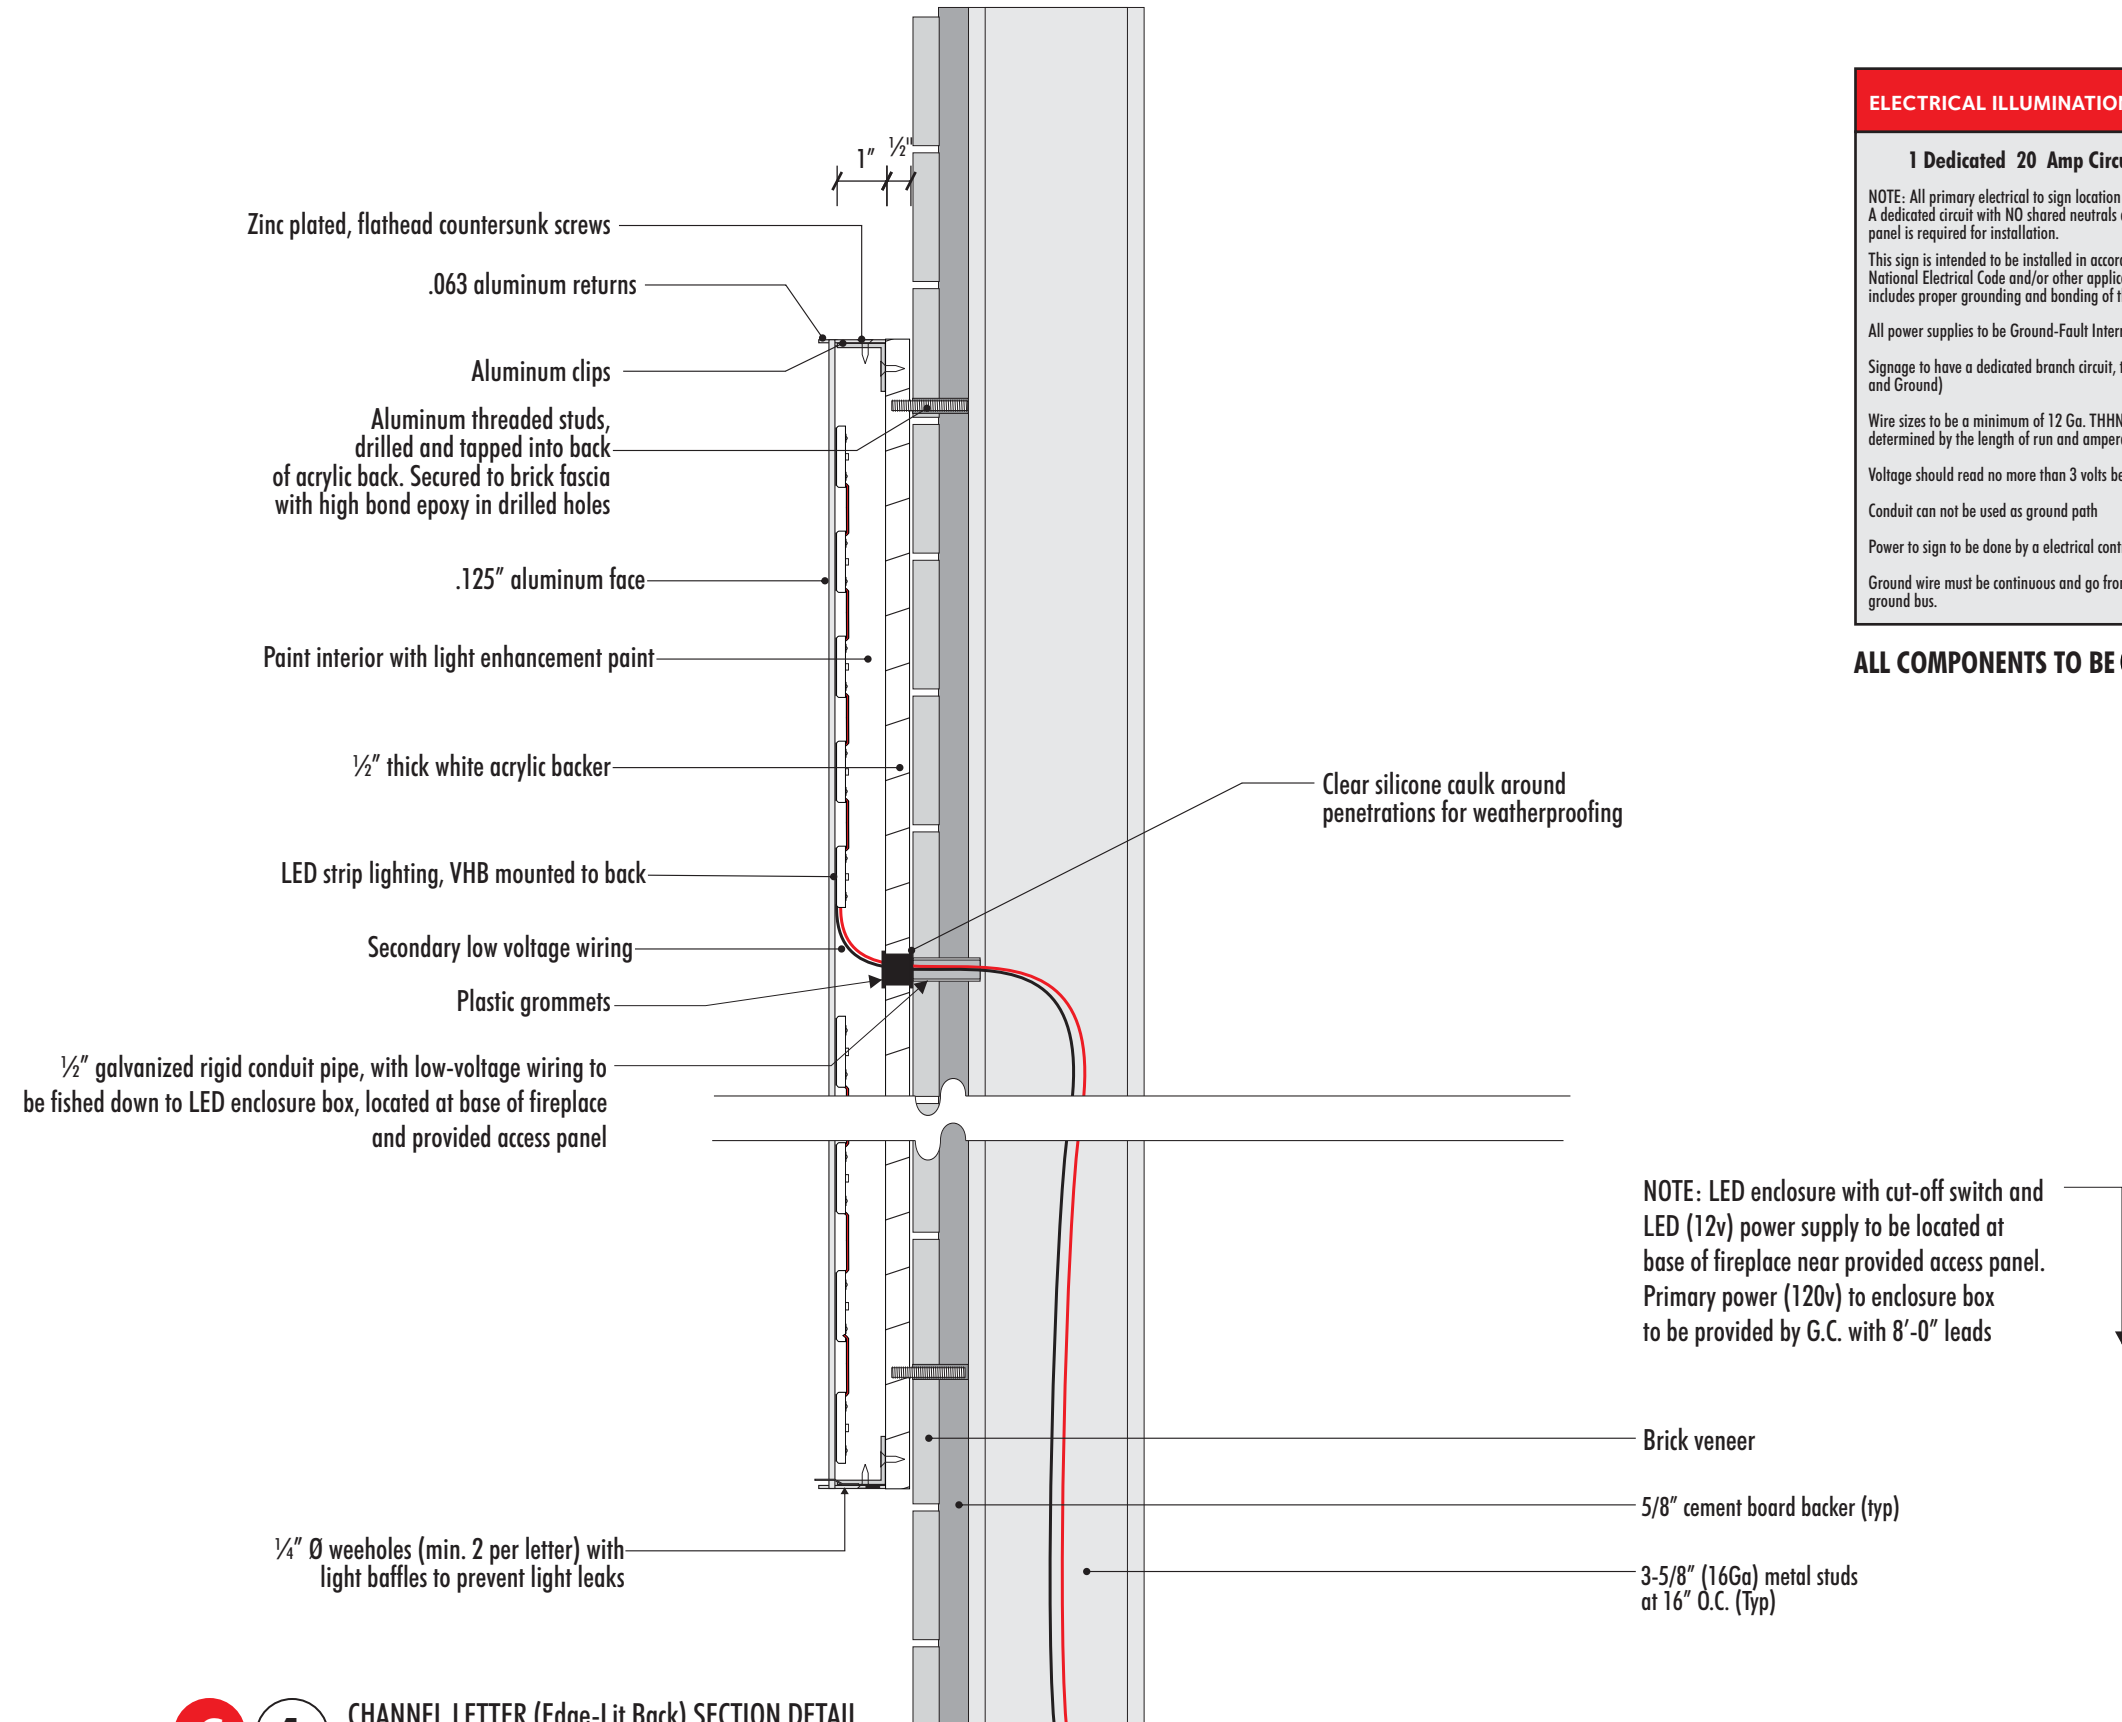 1″ ½"
Zinc plated, flathead countersunk screws
.063 aluminum returns
Aluminum clips
Aluminum threaded studs,
drilled and tapped into back
of acrylic back. Secured to brick fascia
with high bond epoxy in drilled holes
.125″ aluminum face
Paint interior with light enhancement paint
½″ thick white acrylic backer
LED strip lighting, VHB mounted to back
Secondary low voltage wiring
Plastic grommets
½″ galvanized rigid conduit pipe, with low-voltage wiring to
be fished down to LED enclosure box, located at base of fireplace
and provided access panel
¼″ Ø weeholes (min. 2 per letter) with
light baffles to prevent light leaks
CHANNEL LETTER (Edge-Lit Back) SECTION DETAIL
Clear silicone caulk around
penetrations for weatherproofing
ELECTRICAL ILLUMINATION
1 Dedicated 20 Amp
NOTE: All primary electrical to sign location
A dedicated circuit with NO shared neutrals
panel is required for installation.
This sign is intended to be installed in
National Electrical Code and/or other
includes proper grounding and bonding of
All power supplies to be Ground-Fault
Signage to have a dedicated branch circuit,
and Ground)
Wire sizes to be a minimum of 12 Ga. THHN
determined by the length of run and
Voltage should read no more than 3 volts
Conduit can not be used as ground path
Power to sign to be done by a electrical
Ground wire must be continuous and go
ground bus.
ALL COMPONENTS TO BE
NOTE: LED enclosure with cut-off switch and
LED (12v) power supply to be located at
base of fireplace near provided access panel.
Primary power (120v) to enclosure box
to be provided by G.C. with 8′-0″ leads
Brick veneer
5/8″ cement board backer (typ)
3-5/8″ (16Ga) metal studs
at 16″ O.C. (Typ)